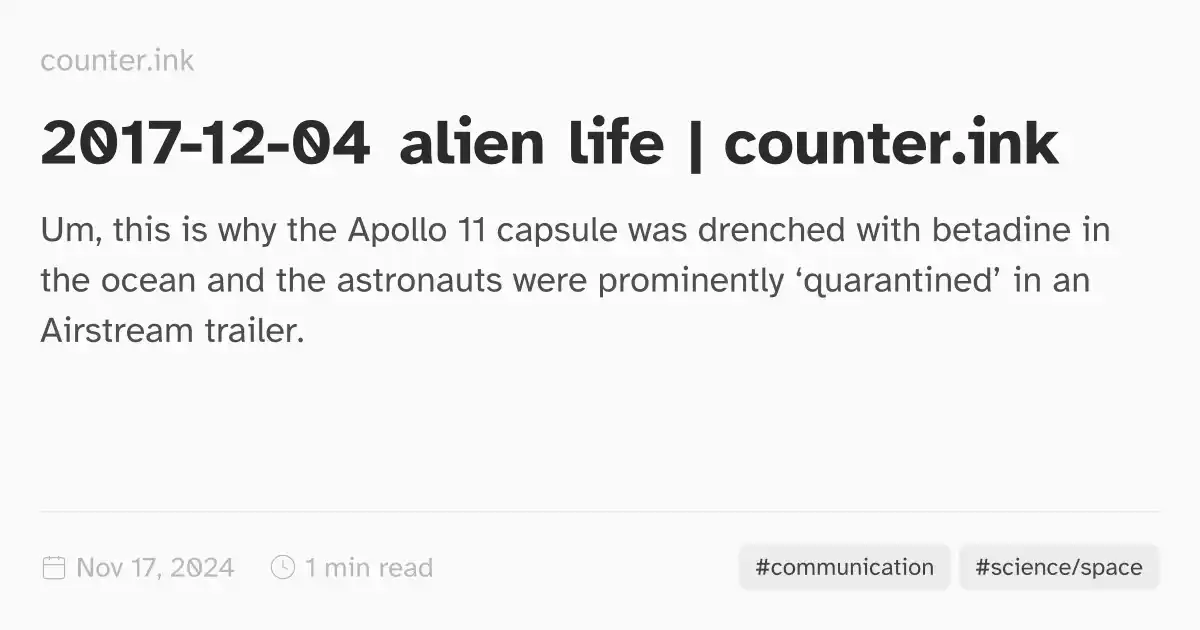 counter.ink
2017-12-04 alien life | counter.ink
Um, this is why the Apollo 11 capsule was drenched with betadine in
the ocean and the astronauts were prominently ‘quarantined’ in an
Airstream trailer.
Nov 17, 2024 1 min read #communication #science/space